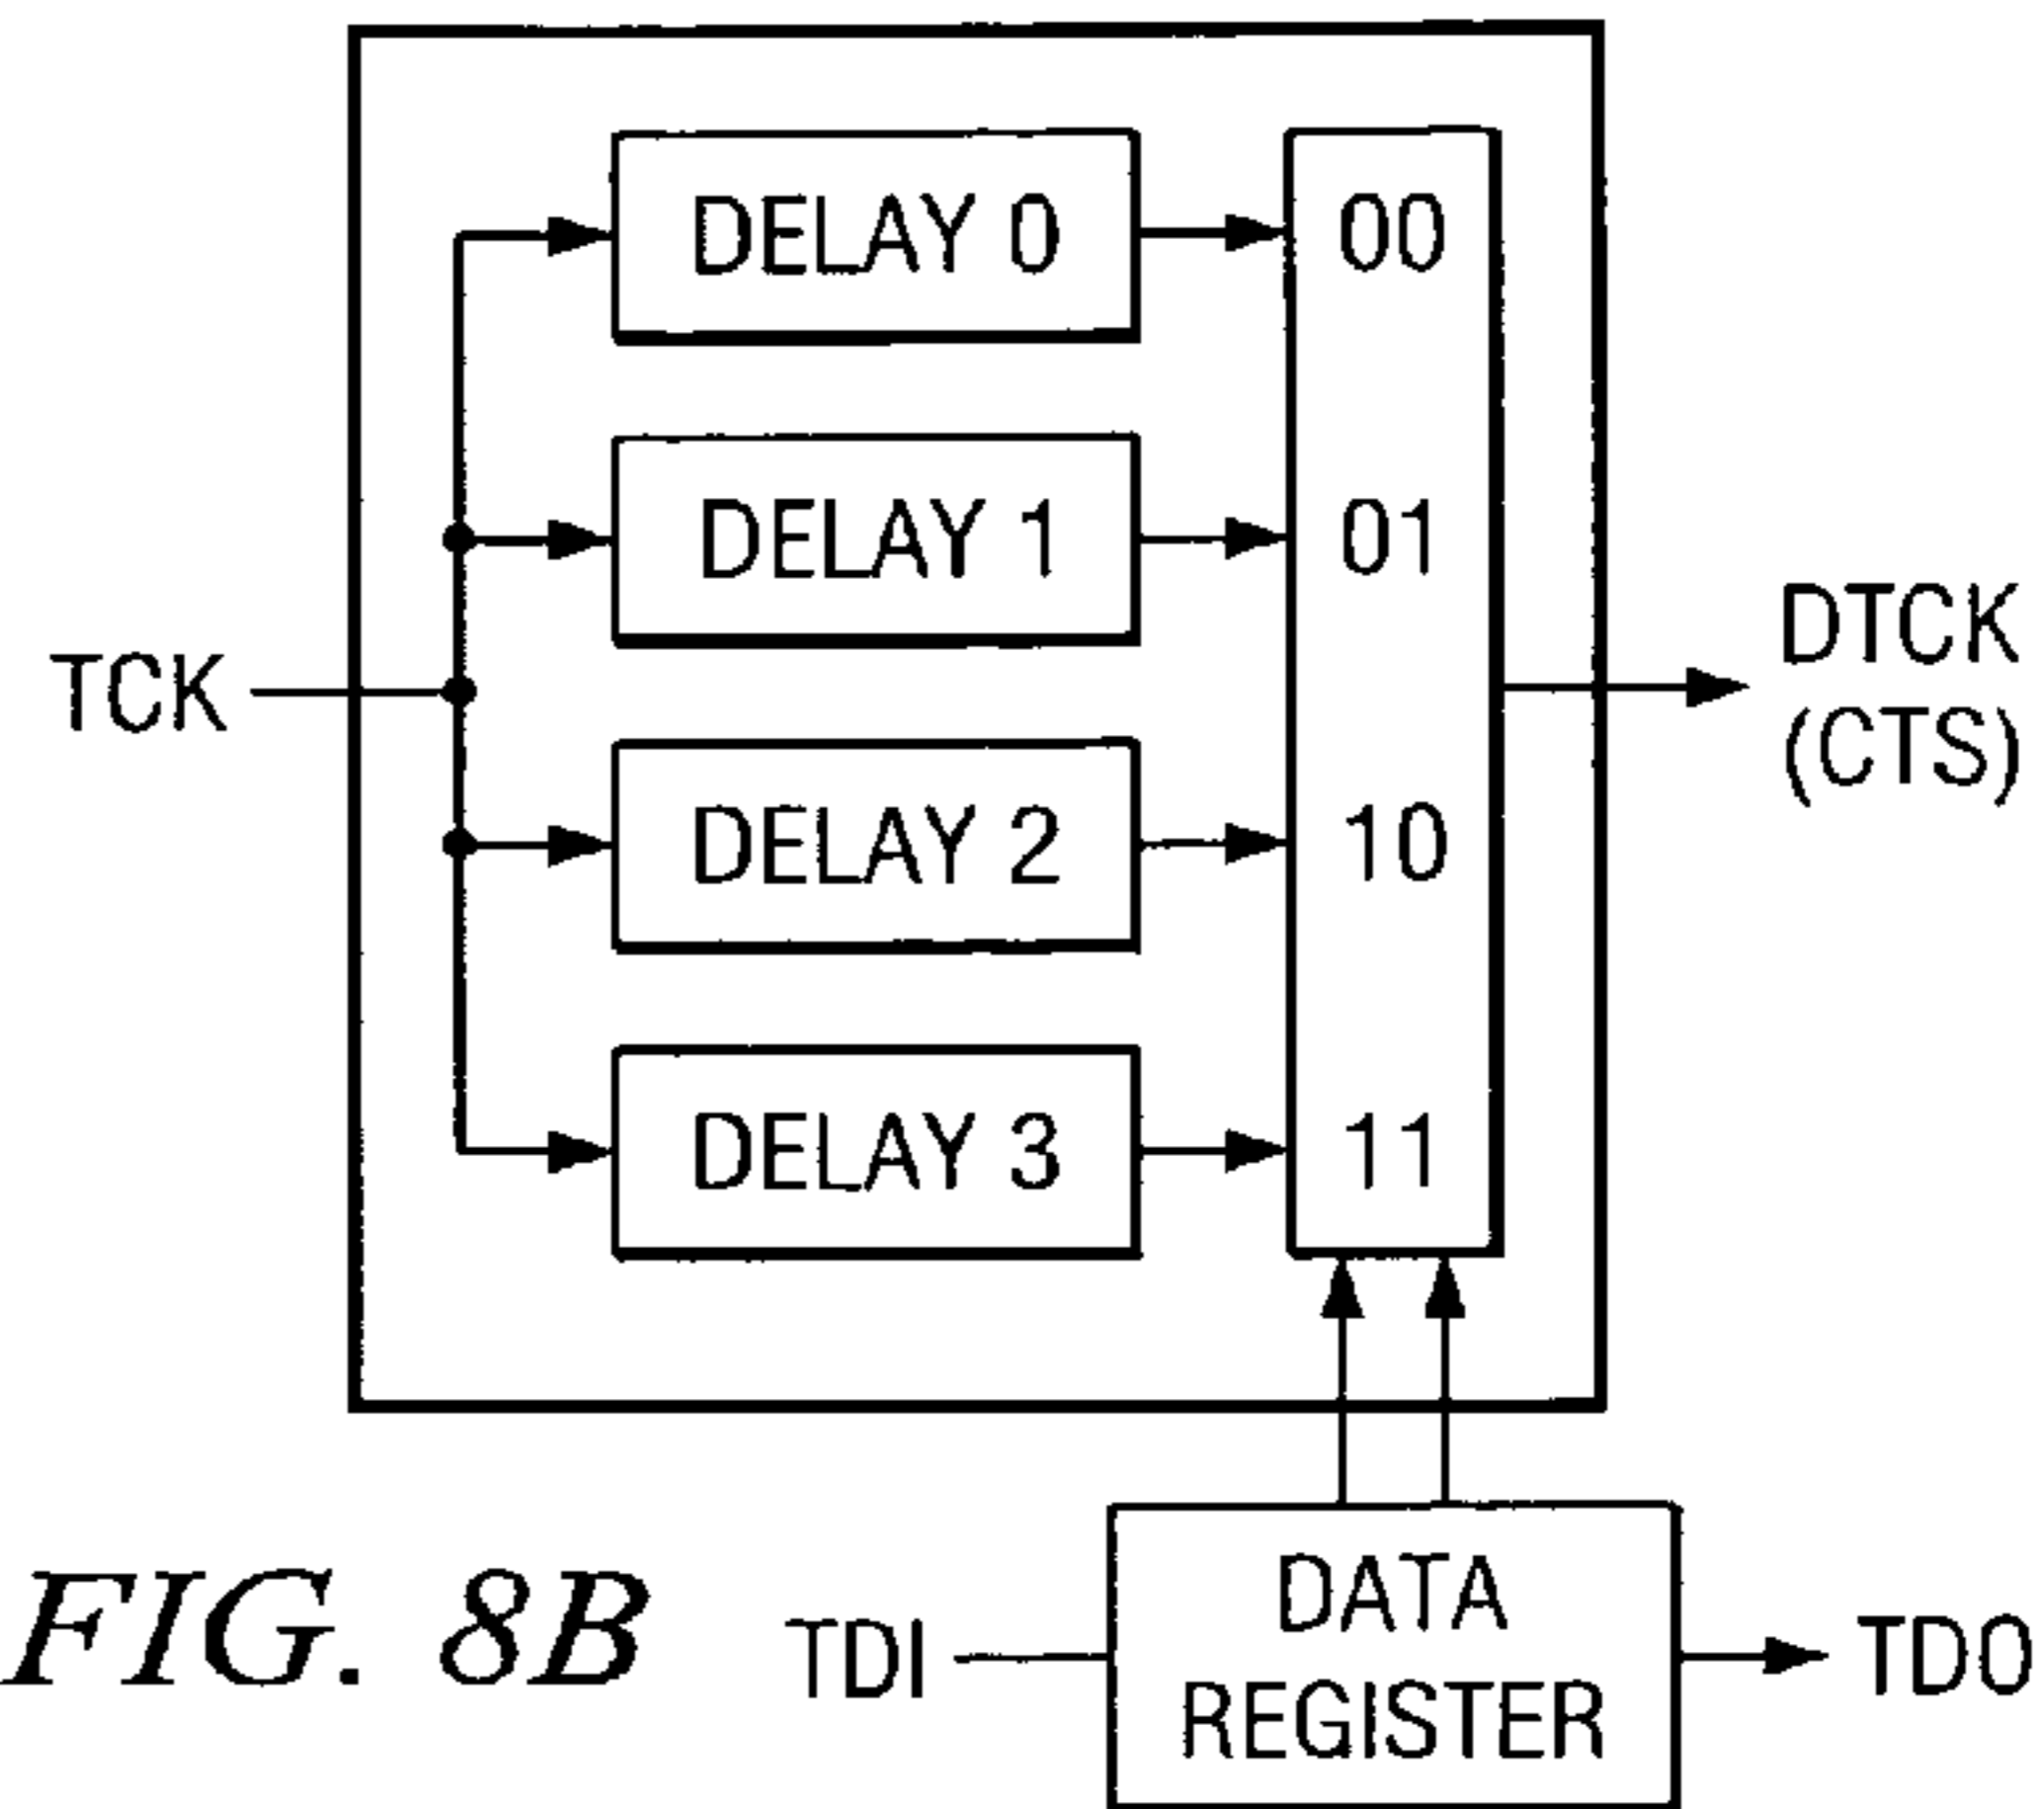 DELAY 0
00
DELAY 1
01
TCK
DTCK
(CTS)
DELAY 2
10
DELAY 3
11
FIG. 8B
TDI
DATA
REGISTER
TDO